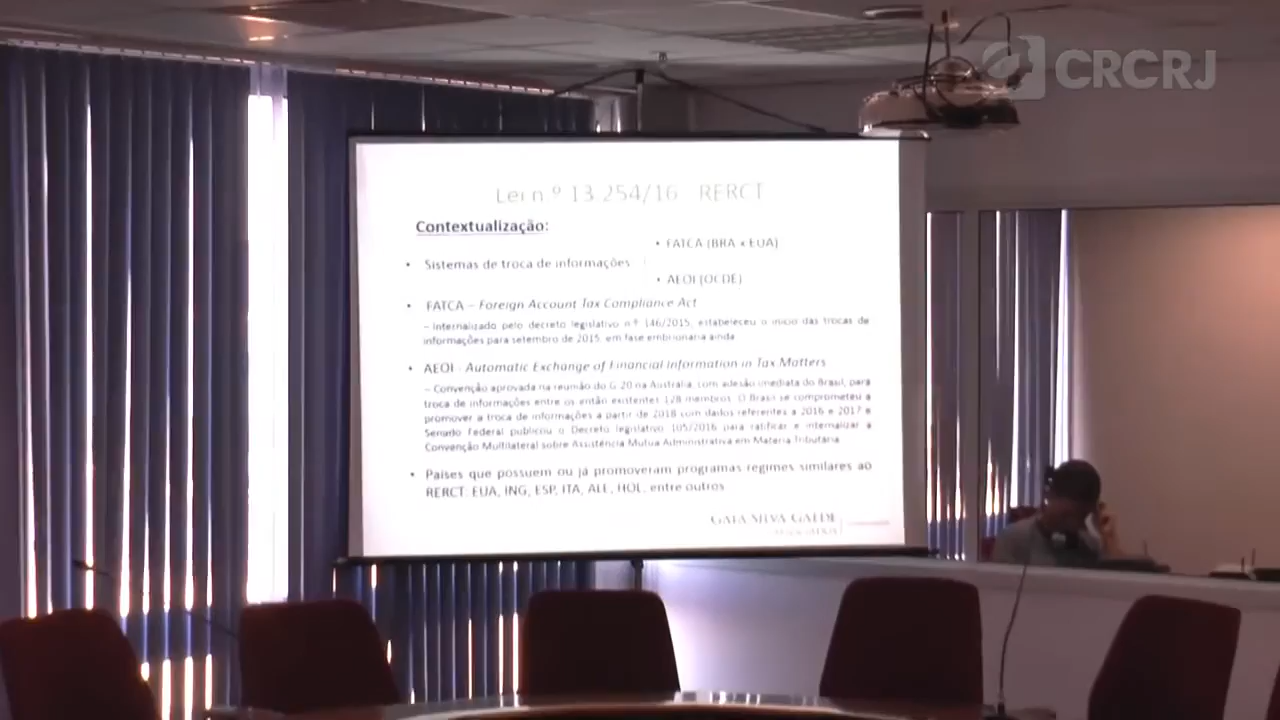 CRCRJ
Lei n.º 13.254/16 RERCT
Contextualização:
• FATCA (BRA x EUA)
• Sistemas de troca de informações
• AEOI (OCDE)
• FATCA – Foreign Account Tax Compliance Act
– Internalizado pelo decreto legislativo n.º 146/2015, estabeleceu o início das trocas de
informações para setembro de 2015, em fase embrionária ainda
• AEOI - Automatic Exchange of Financial Information in Tax Matters
– Convenção aprovada na reunião do G-20 na Austrália, com adesão imediata do Brasil, para
troca de informações entre os então existentes 128 membros. O Brasil se comprometeu a
promover a troca de informações a partir de 2018 com dados referentes a 2016 e 2017 e
Senado Federal publicou o Decreto legislativo 105/2016 para ratificar e internalizar a
Convenção Multilateral sobre Assistência Mútua Administrativa em Matéria Tributária
• Países que possuem ou já promoveram programas regimes similares ao
RERCT: EUA, ING, ESP, ITA, ALE, HOL, entre outros
GAIA SILVA GAEDE